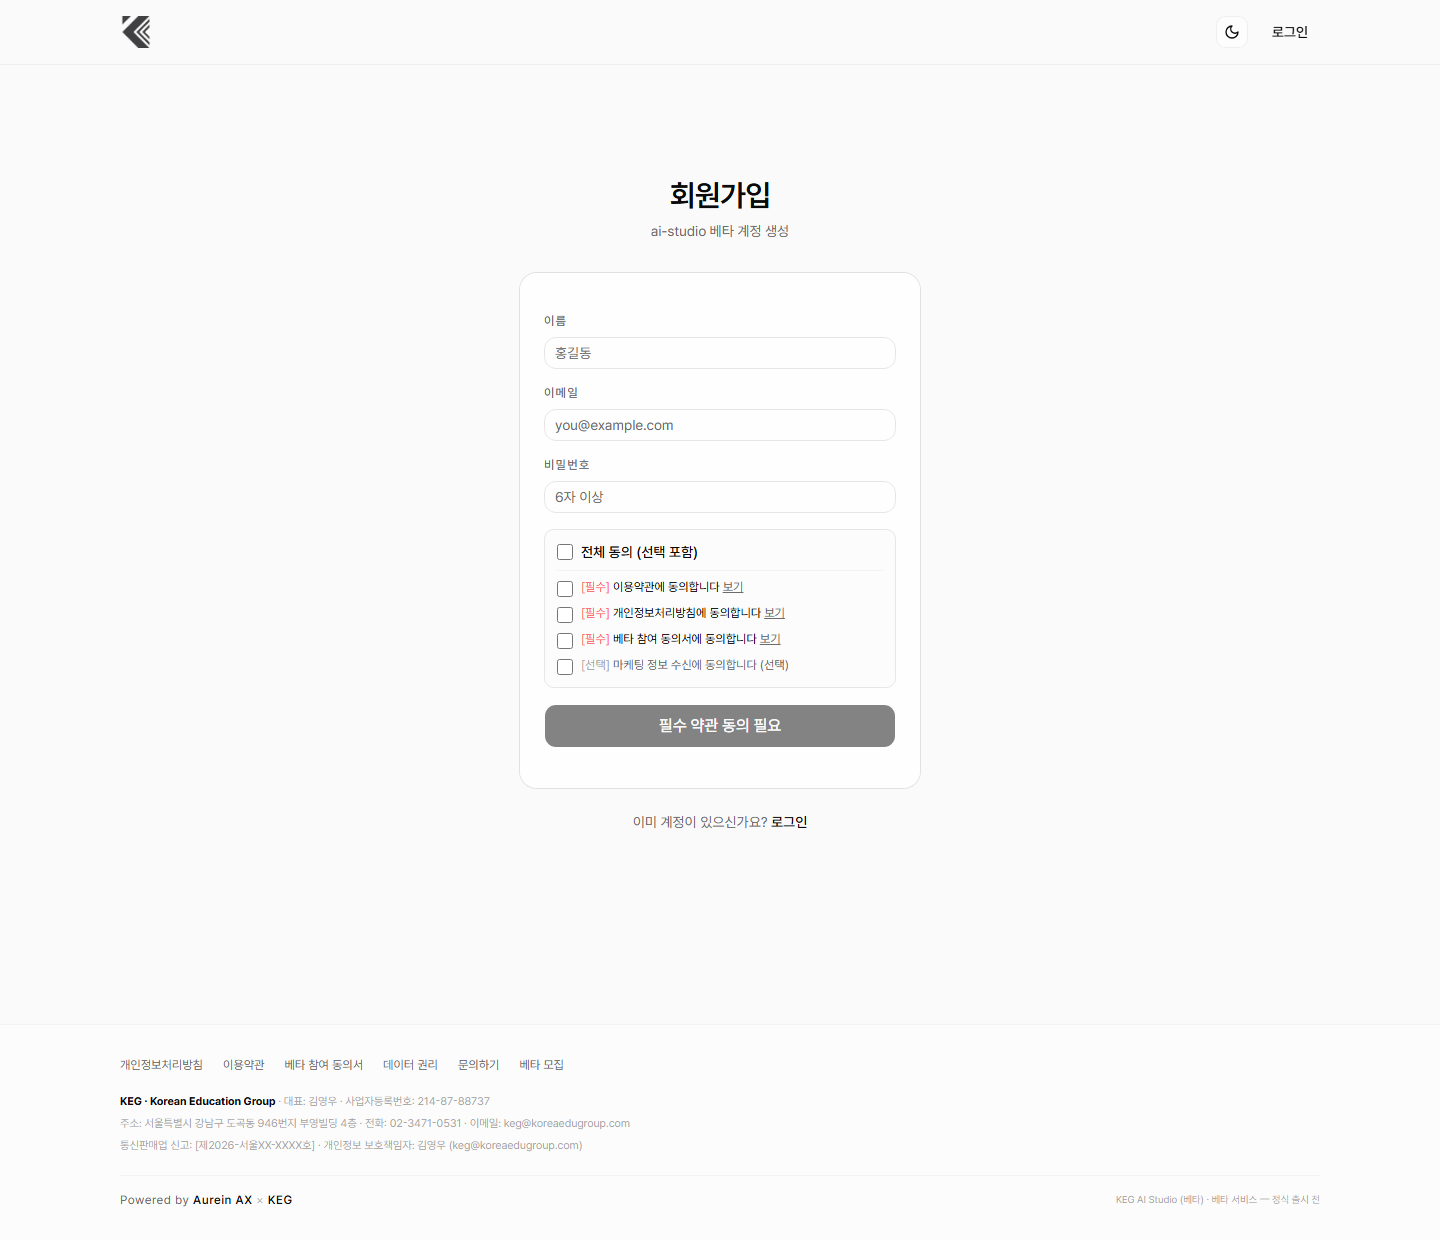 로그인
회원가입
ai-studio 베타 계정 생성
이름
홍길동
이메일
you@example.com
비밀번호
6자 이상
전체 동의 (선택 포함)
[필수] 이용약관에 동의합니다 보기
[필수] 개인정보처리방침에 동의합니다 보기
[필수] 베타 참여 동의서에 동의합니다 보기
[선택] 마케팅 정보 수신에 동의합니다 (선택)
필수 약관 동의 필요
이미 계정이 있으신가요? 로그인
개인정보처리방침 이용약관 베타 참여 동의서 데이터 권리 문의하기 베타 모집
KEG · Korean Education Group · 대표: 김영우 · 사업자등록번호: 214-87-88737
주소: 서울특별시 강남구 도곡동 946번지 부영빌딩 4층 · 전화: 02-3471-0531 · 이메일: keg@koreaedugroup.com
통신판매업 신고: [제2026-서울XX-XXXX호] · 개인정보 보호책임자: 김영우 (keg@koreaedugroup.com)
Powered by Aurein AX × KEG
KEG AI Studio (베타) · 베타 서비스 — 정식 출시 전